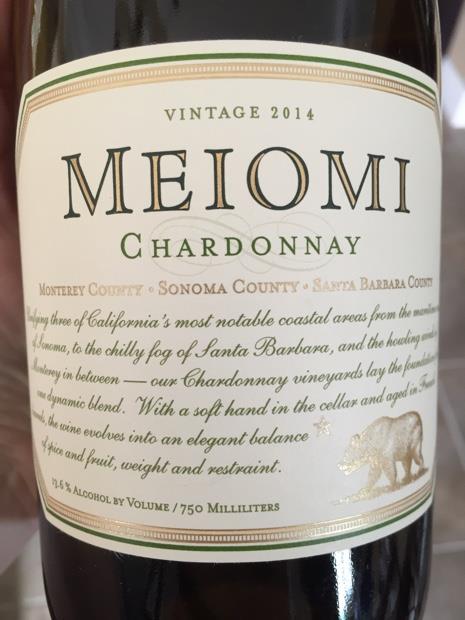 VINTAGE 2014
MEIOMI
CHARDONNAY
MONTEREY COUNTY • SONOMA COUNTY • SANTA BARBARA COUNTY
three of California's most notable coastal areas from the
of Sonoma, to the chilly fog of Santa Barbara, and the howling
Monterey in between — our Chardonnay vineyards lay the
dynamic blend. With a soft hand in the cellar and aged in
the wine evolves into an elegant balance
of spice and fruit, weight and restraint.
13.6% ALCOHOL BY VOLUME / 750 MILLILITERS